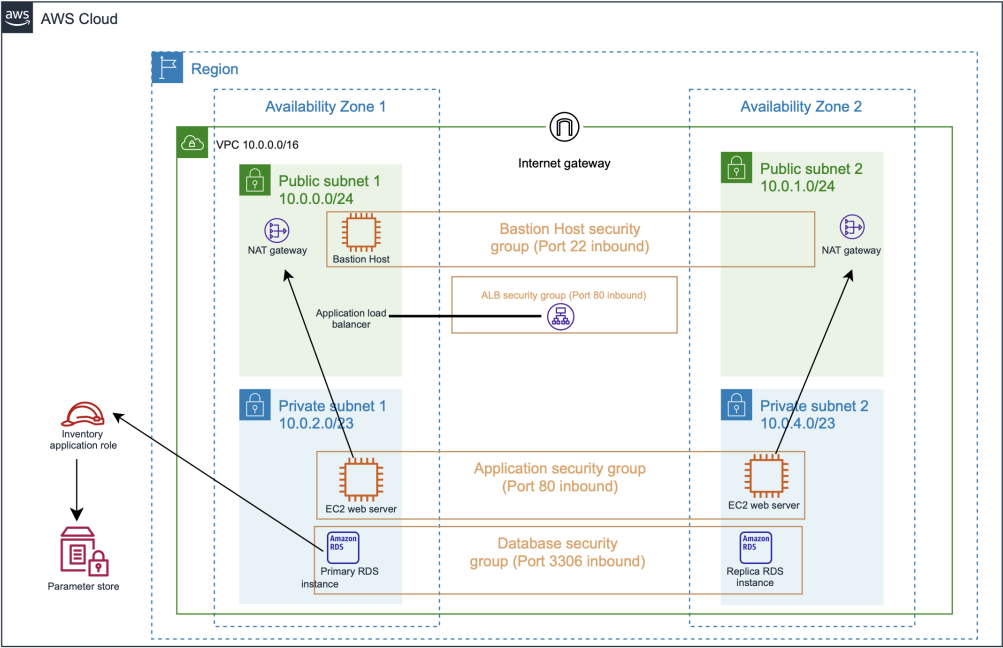 aws
AWS Cloud
Region
Availability Zone 1
Availability Zone 2
VPC 10.0.0.0/16
Internet gateway
Public subnet 1
10.0.0.0/24
Public subnet 2
10.0.1.0/24
NAT gateway
Bastion Host
Bastion Host security
group (Port 22 inbound)
NAT gateway
ALB security group (Port 80 inbound)
Application load
balancer
Private subnet 1
10.0.2.0/23
Private subnet 2
10.0.4.0/23
Inventory
application role
Application security group
(Port 80 inbound)
EC2 web server
EC2 web server
Amazon
RDS
Primary RDS
instance
Database security
group (Port 3306 inbound)
Amazon
RDS
Replica RDS
instance
Parameter store